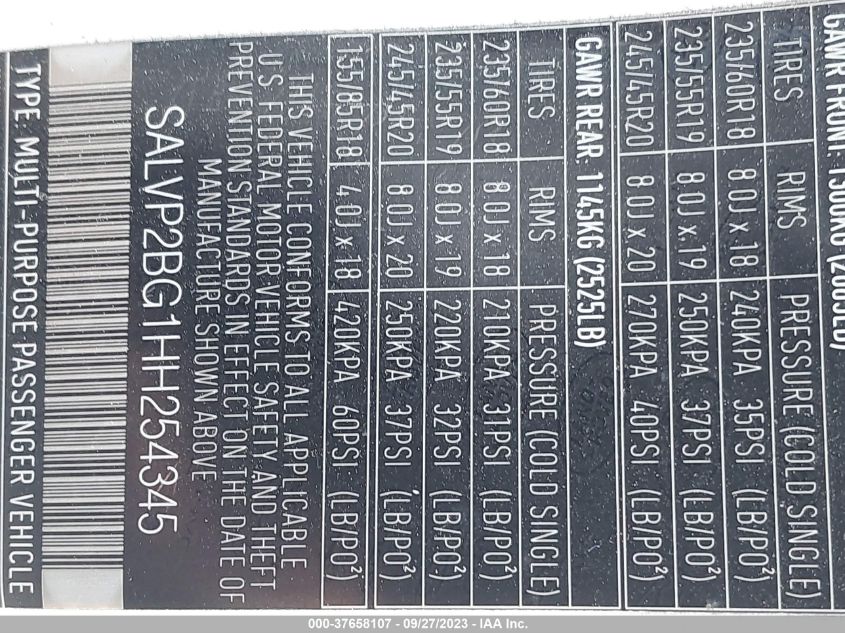 GAWR FRONT:
TIRES RIMS PRESSURE (COLD SINGLE)
235/60R18 8.0J x 18 240KPA 35PSI (LB/PO²)
235/55R19 8.0J x 19 250KPA 37PSI (LB/PO²)
245/45R20 8.0J x 20 270KPA 40PSI (LB/PO²)
GAWR REAR: 1145KG (2525LB)
TIRES RIMS PRESSURE (COLD SINGLE)
235/60R18 8.0J x 18 210KPA 31PSI (LB/PO²)
235/55R19 8.0J x 19 220KPA 32PSI (LB/PO²)
245/45R20 8.0J x 20 250KPA 37PSI (LB/PO²)
155/85R18 4.0J x 18 420KPA 60PSI (LB/PO²)
THIS VEHICLE CONFORMS TO ALL APPLICABLE
U.S. FEDERAL MOTOR VEHICLE SAFETY AND THEFT
PREVENTION STANDARDS IN EFFECT ON THE DATE OF
MANUFACTURE SHOWN ABOVE
SALVP2BG1HH254345
TYPE: MULTI-PURPOSE PASSENGER VEHICLE
000-37658107 - 09/27/2023 - IAA Inc.